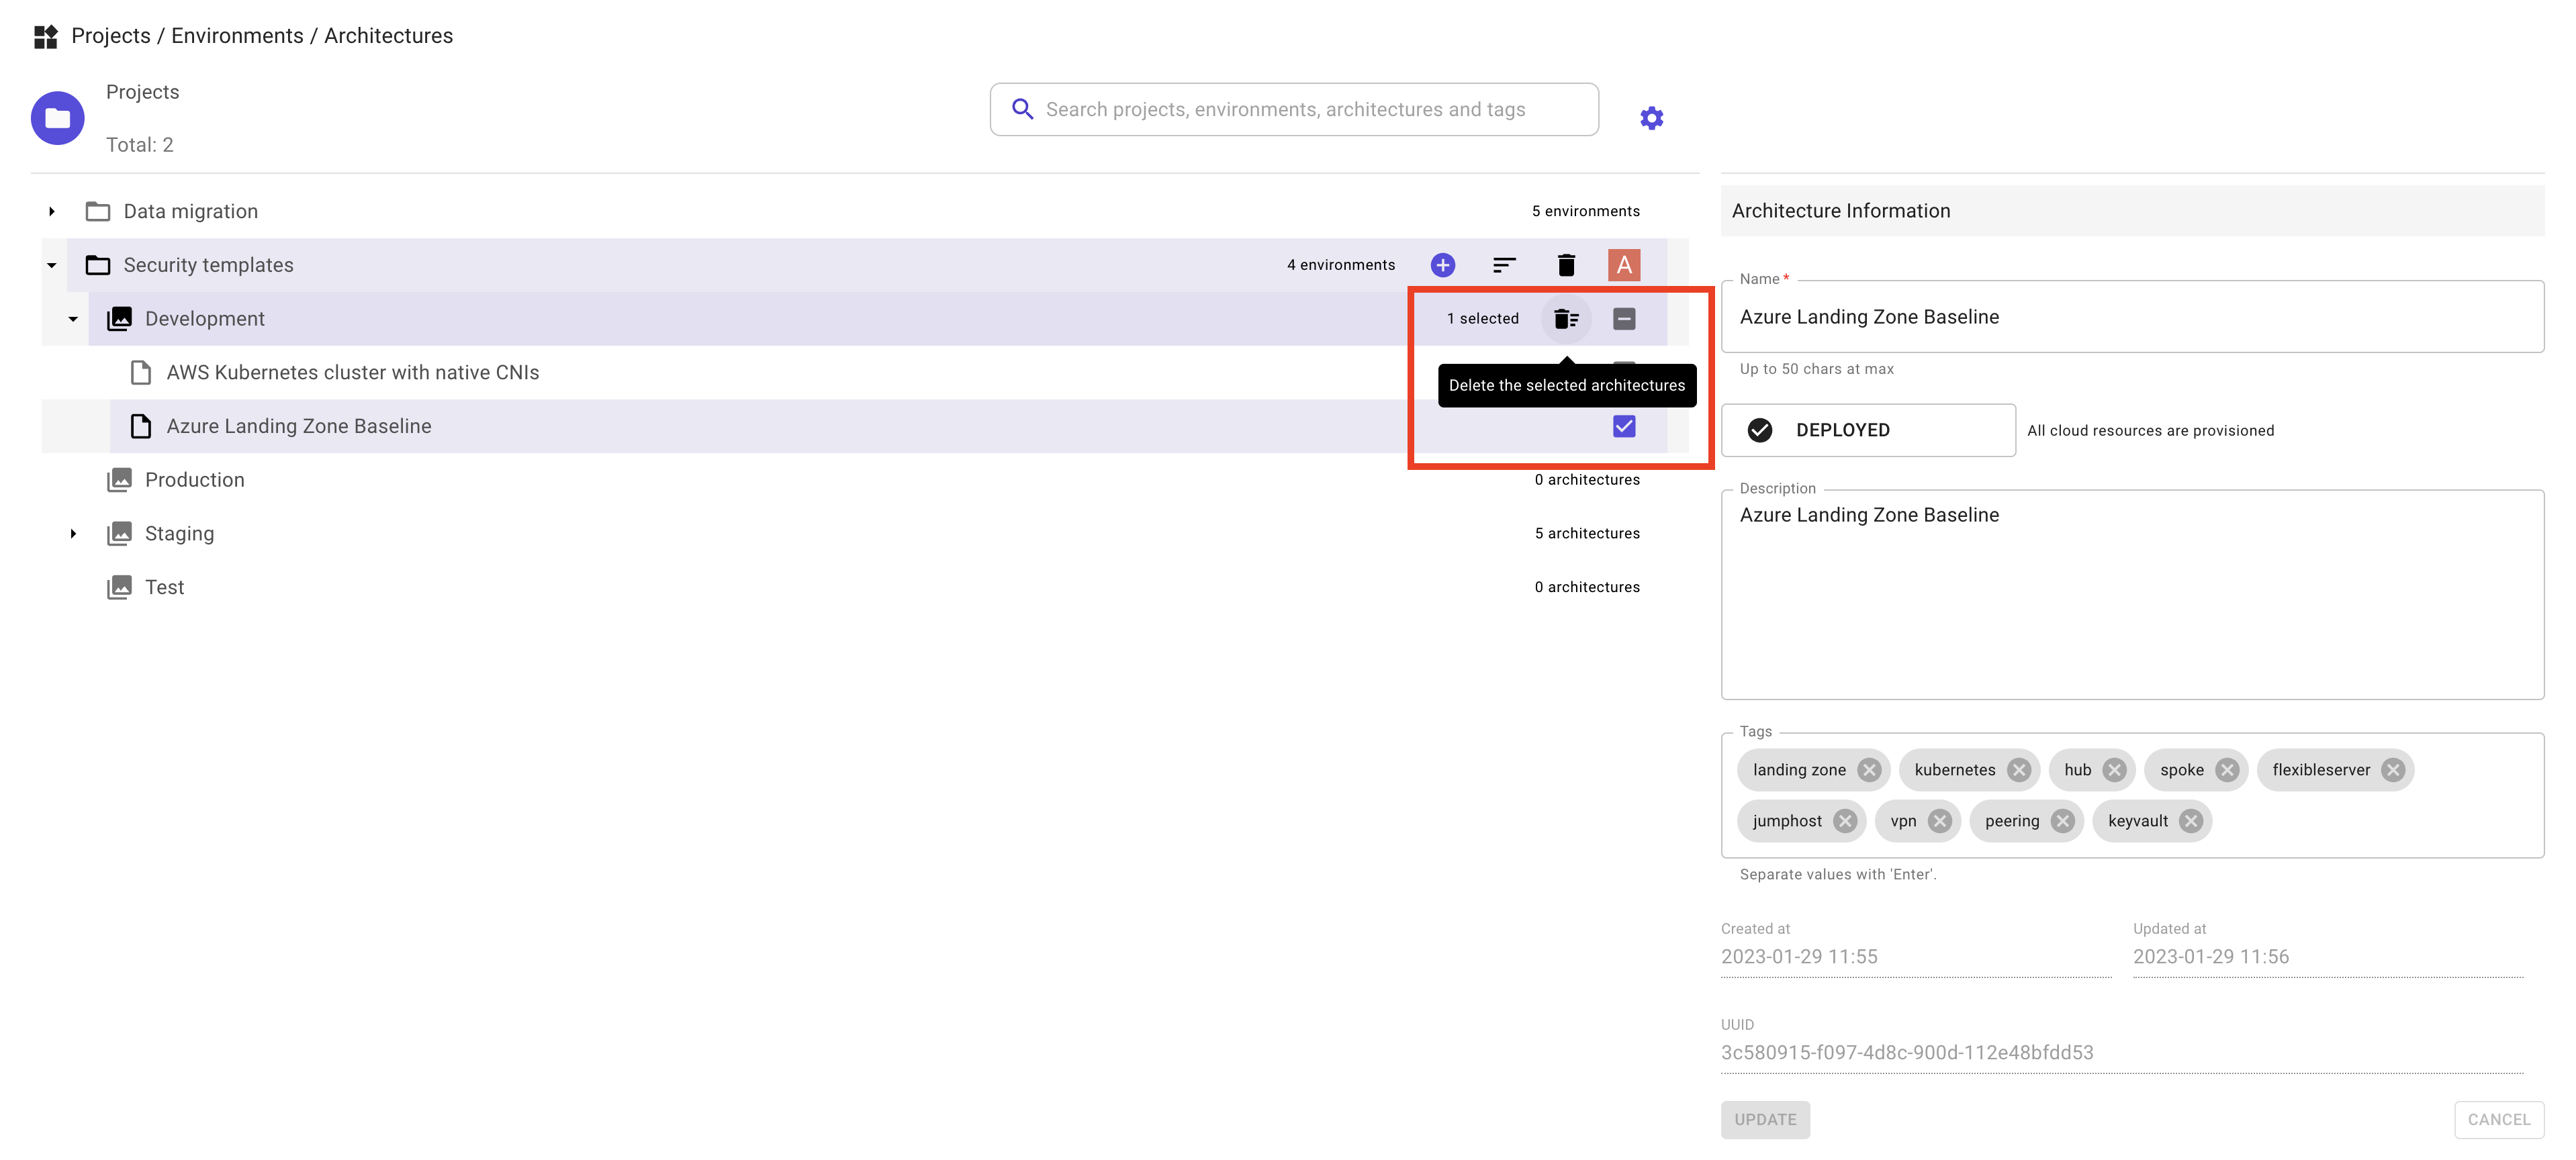 Projects / Environments / Architectures
Projects
Total: 2
Search projects, environments, architectures and tags
Data migration
5 environments
Security templates
4 environments
A
Development
1 selected
AWS Kubernetes cluster with native CNIs
Delete the selected architectures
Azure Landing Zone Baseline
Production
0 architectures
Staging
5 architectures
Test
0 architectures
Architecture Information
Name *
Azure Landing Zone Baseline
Up to 50 chars at max
DEPLOYED
All cloud resources are provisioned
Description
Azure Landing Zone Baseline
Tags
landing zone kubernetes hub spoke flexibleserver
jumphost vpn peering keyvault
Separate values with 'Enter'.
Created at
2023-01-29 11:55
Updated at
2023-01-29 11:56
UUID
3c580915-f097-4d8c-900d-112e48bfdd53
UPDATE
CANCEL